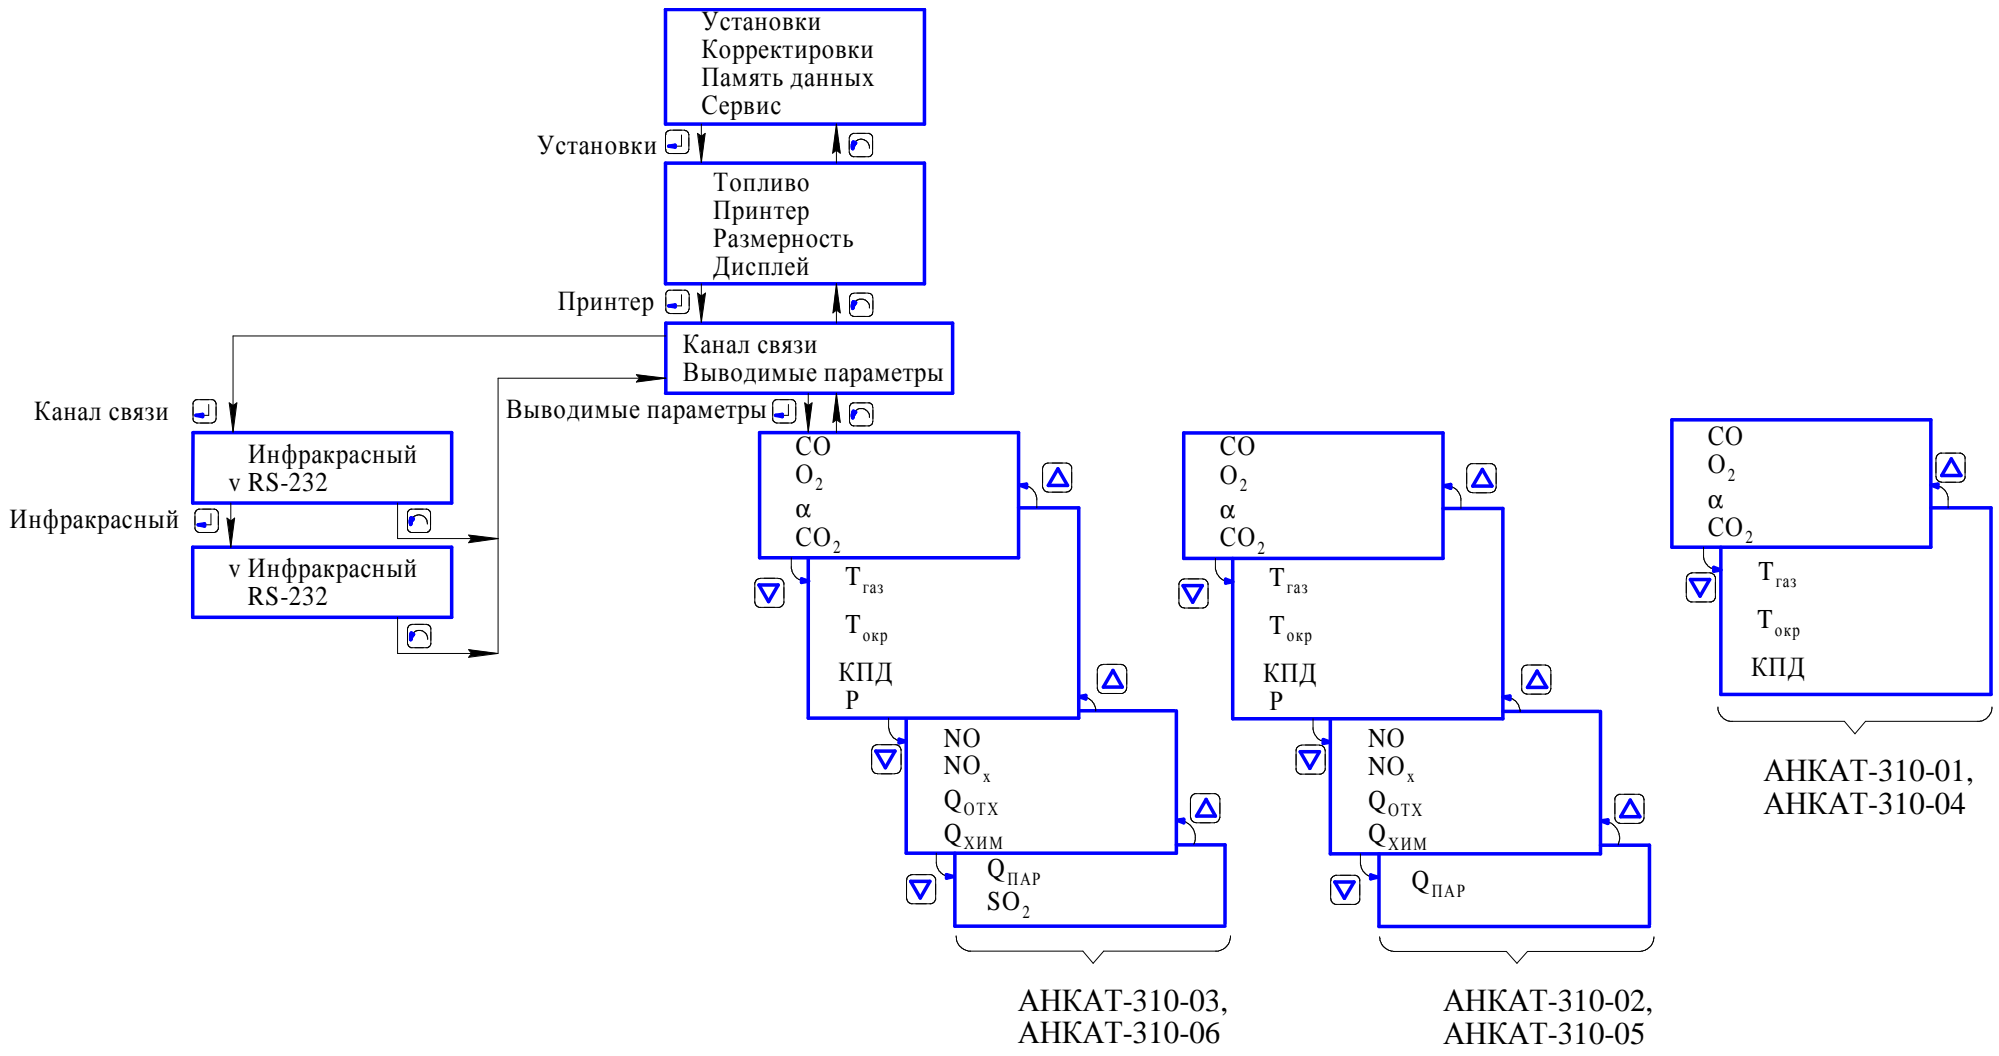 Установки
Корректировки
Память данных
Сервис
Установки
Топливо
Принтер
Размерность
Дисплей
Принтер
Канал связи
Выводимые параметры
Канал связи
Выводимые параметры
Инфракрасный
v RS-232
Инфракрасный
v Инфракрасный
RS-232
CO
O₂
α
CO₂
Tгаз
Tокр
КПД
P
NO
NOx
QОТХ
QХИМ
QПАР
SO₂
АНКАТ-310-03,
АНКАТ-310-06
CO
O₂
α
CO₂
Tгаз
Tокр
КПД
P
NO
NOx
QОТХ
QХИМ
QПАР
АНКАТ-310-02,
АНКАТ-310-05
CO
O₂
α
CO₂
Tгаз
Tокр
КПД
АНКАТ-310-01,
АНКАТ-310-04